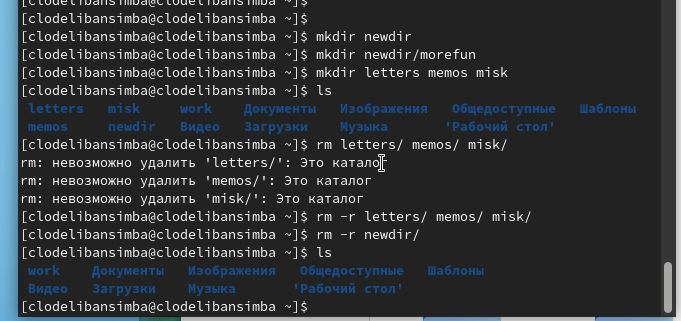 [clodelibansimba@clodelibansimba ~]$
[clodelibansimba@clodelibansimba ~]$
[clodelibansimba@clodelibansimba ~]$ mkdir newdir
[clodelibansimba@clodelibansimba ~]$ mkdir newdir/morefun
[clodelibansimba@clodelibansimba ~]$ mkdir letters memos misk
[clodelibansimba@clodelibansimba ~]$ ls
letters misk work Документы Изображения Общедоступные Шаблоны
memos newdir Видео Загрузки Музыка 'Рабочий стол'
[clodelibansimba@clodelibansimba ~]$ rm letters/ memos/ misk/
rm: невозможно удалить 'letters/': Это каталог
rm: невозможно удалить 'memos/': Это каталог
rm: невозможно удалить 'misk/': Это каталог
[clodelibansimba@clodelibansimba ~]$ rm -r letters/ memos/ misk/
[clodelibansimba@clodelibansimba ~]$ rm -r newdir/
[clodelibansimba@clodelibansimba ~]$ ls
work Документы Изображения Общедоступные Шаблоны
Видео Загрузки Музыка 'Рабочий стол'
[clodelibansimba@clodelibansimba ~]$